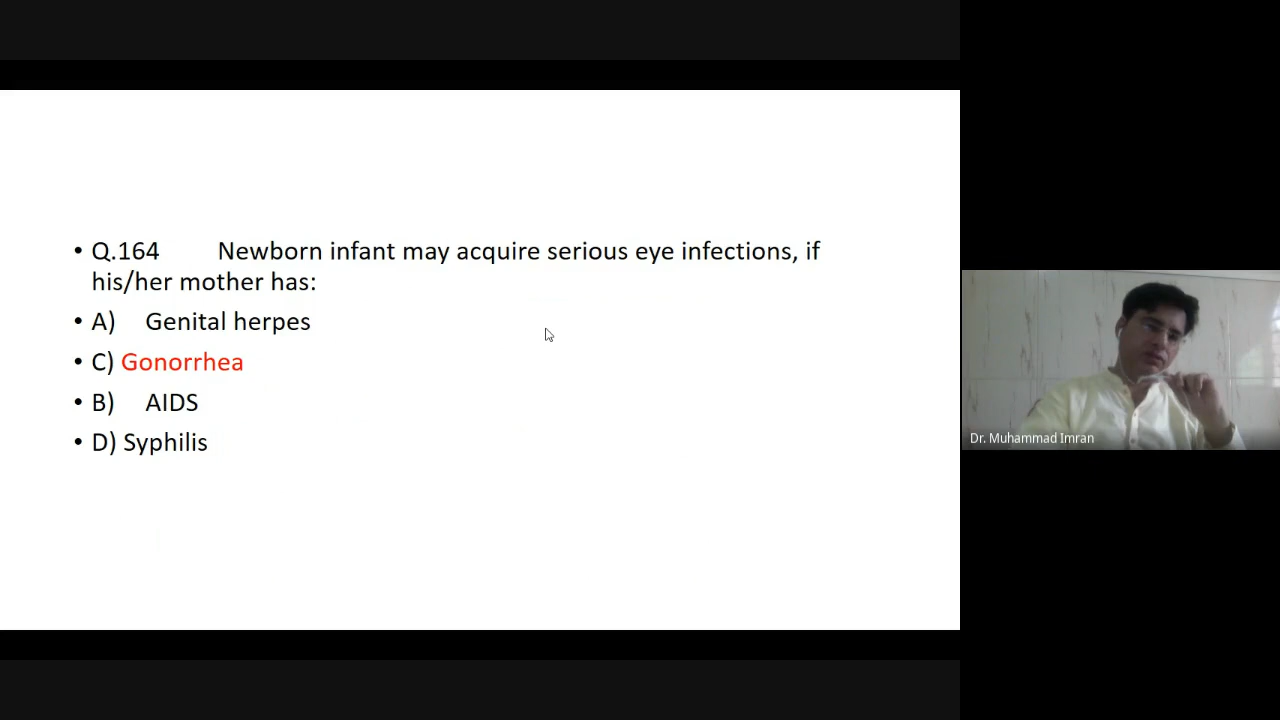 • Q.164 Newborn infant may acquire serious eye infections, if
his/her mother has:
• A) Genital herpes
• C) Gonorrhea
• B) AIDS
• D) Syphilis
Dr. Muhammad Imran